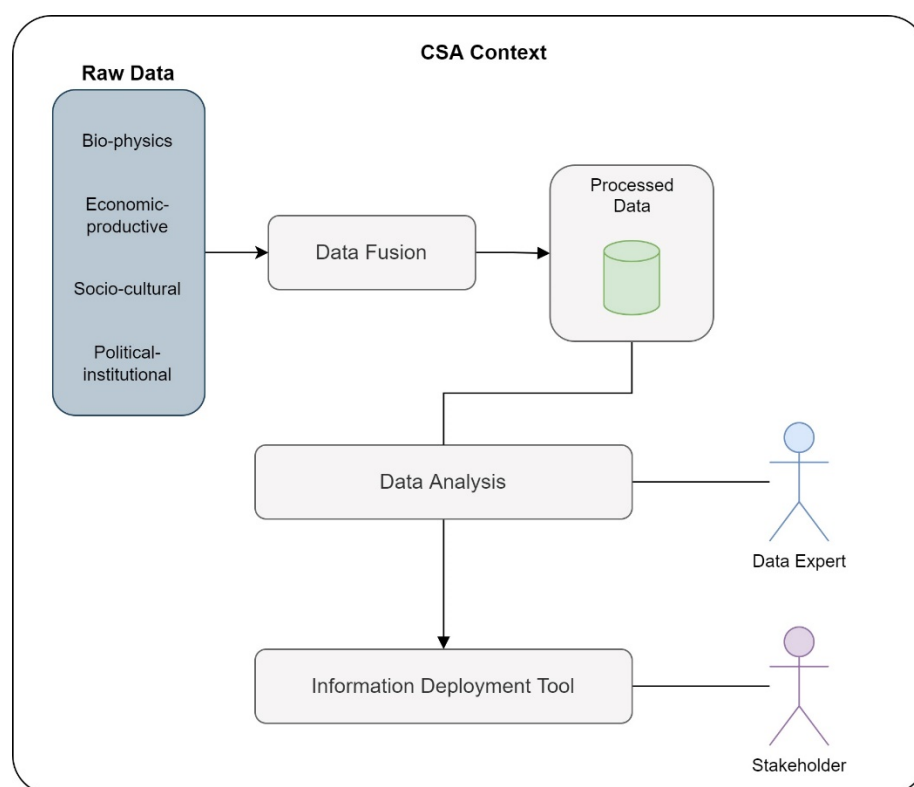 CSA Context
Raw Data
Bio-physics
Economic-
productive
Socio-cultural
Political-
institutional
Data Fusion
Processed
Data
Data Analysis
Data Expert
Information Deployment Tool
Stakeholder